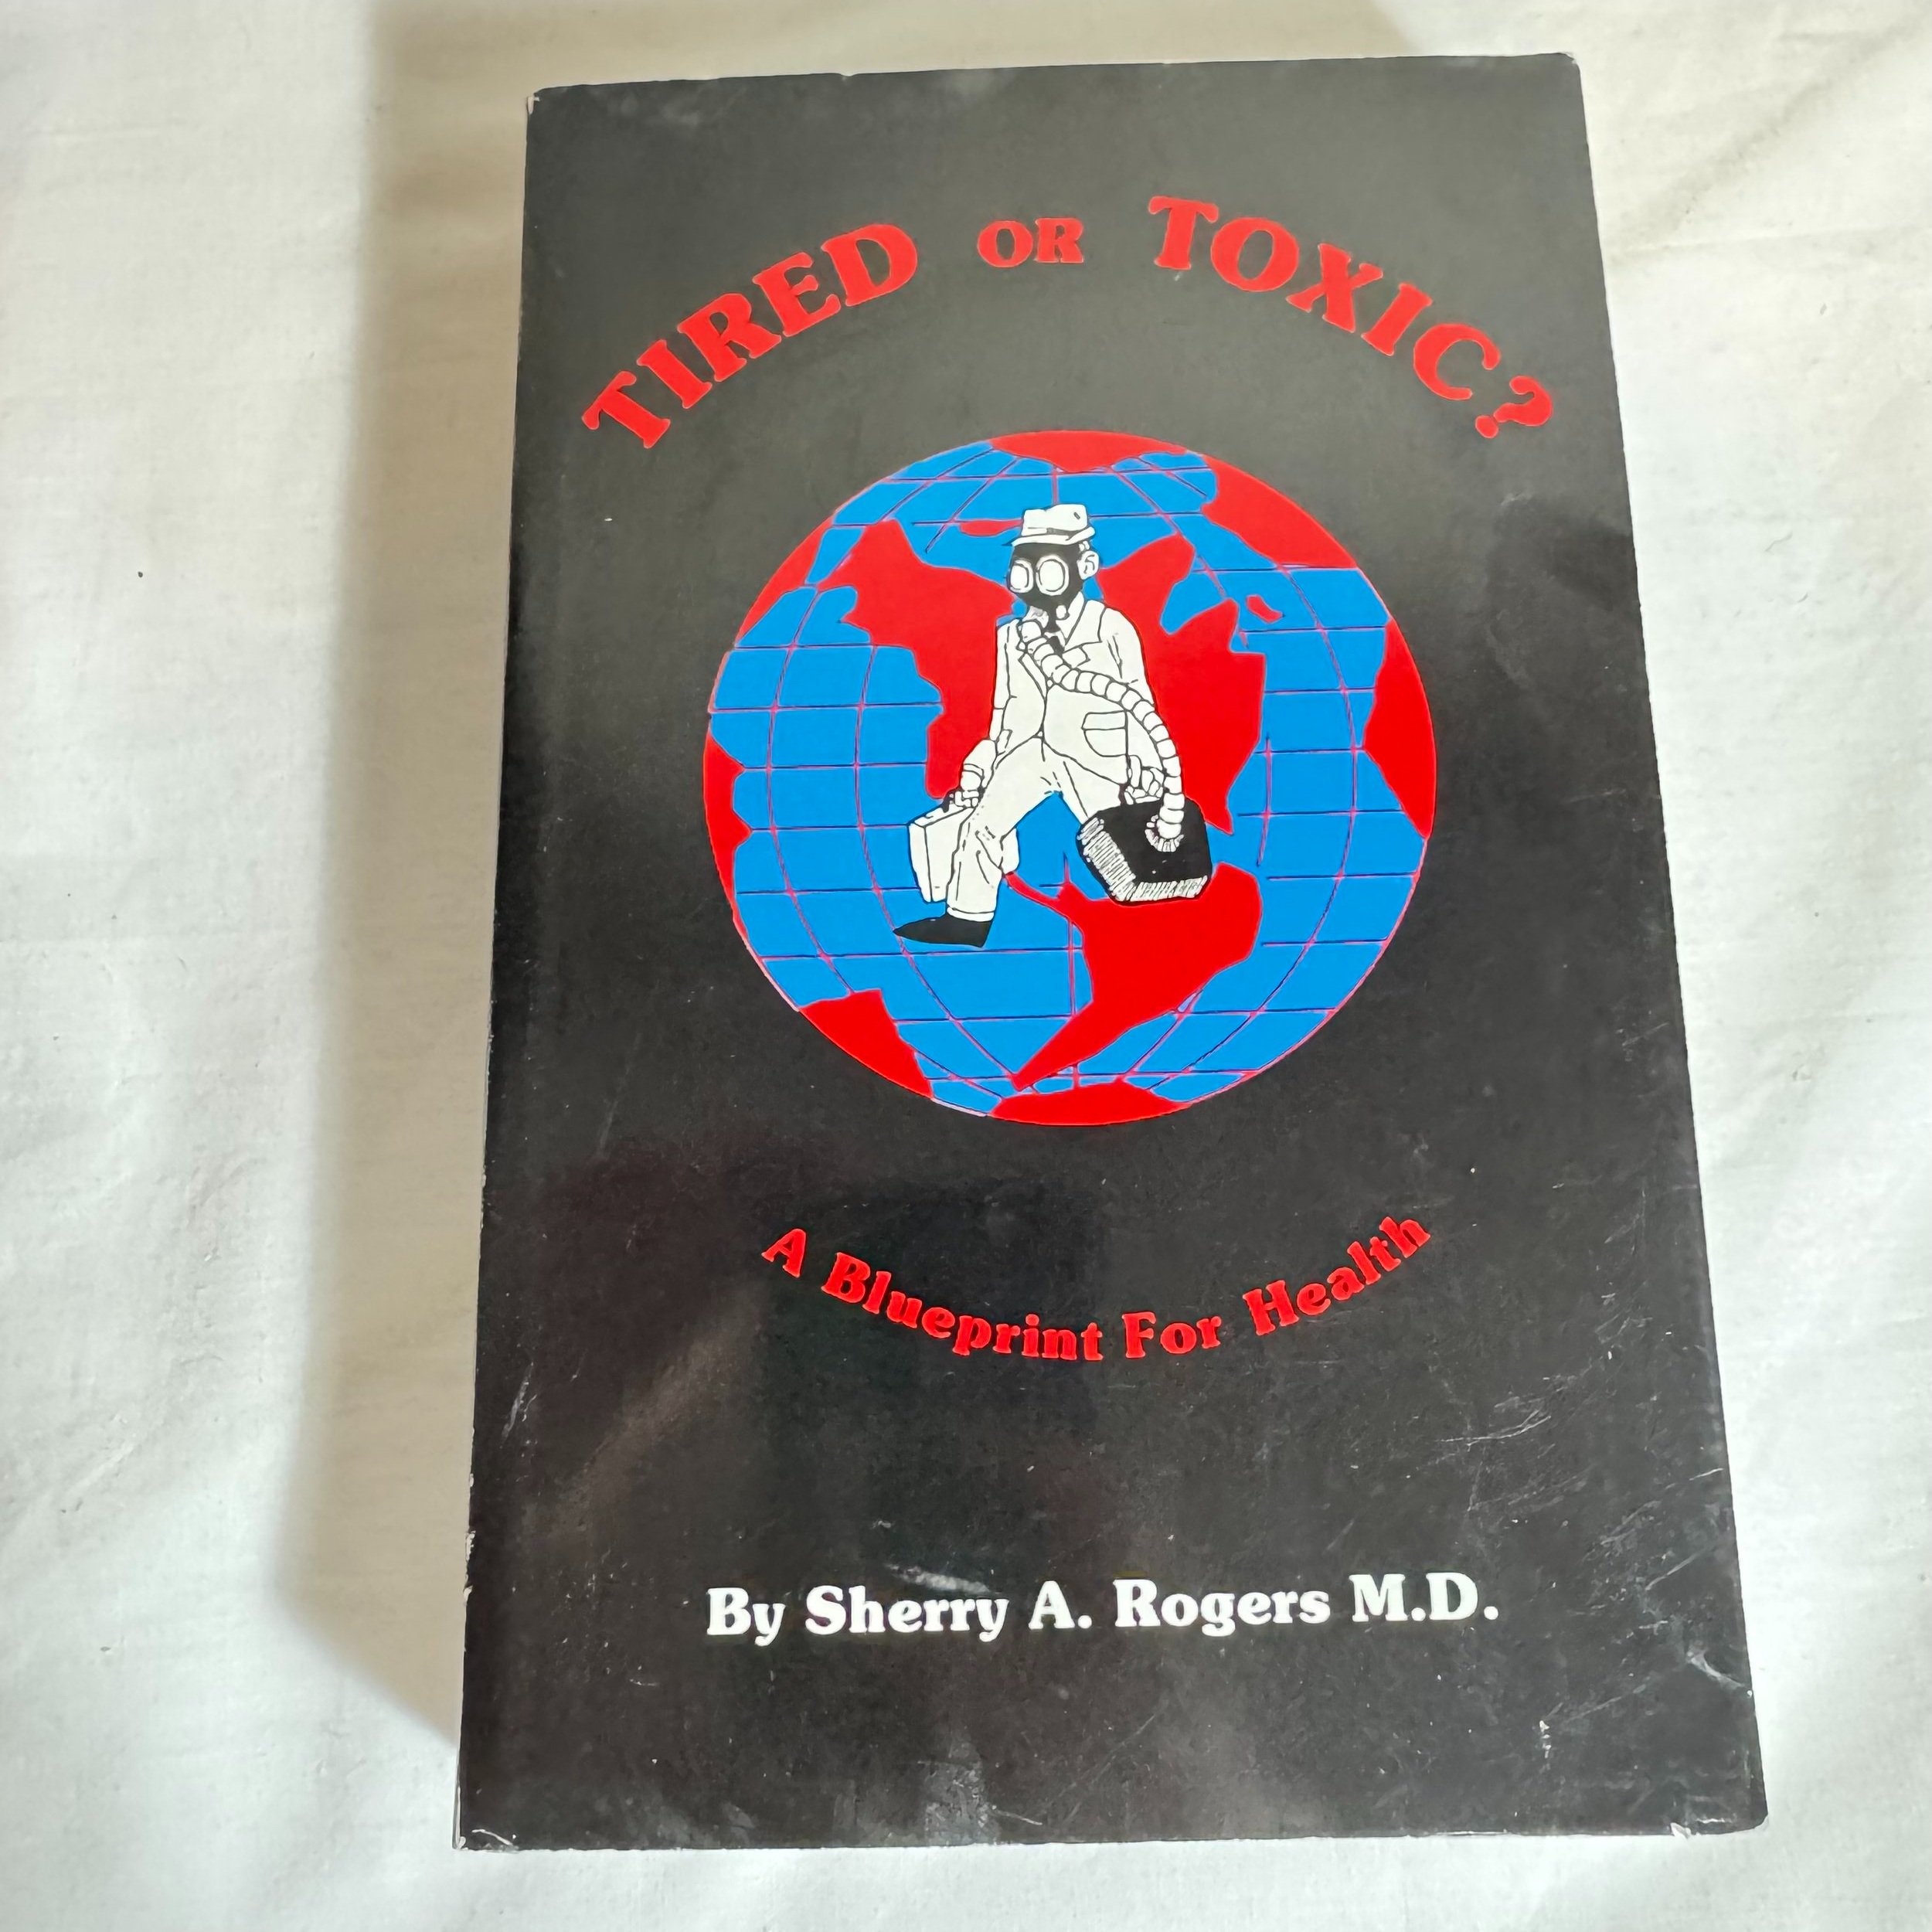 TIRED OR TOXIC?
A Blueprint For Health
By Sherry A. Rogers M.D.